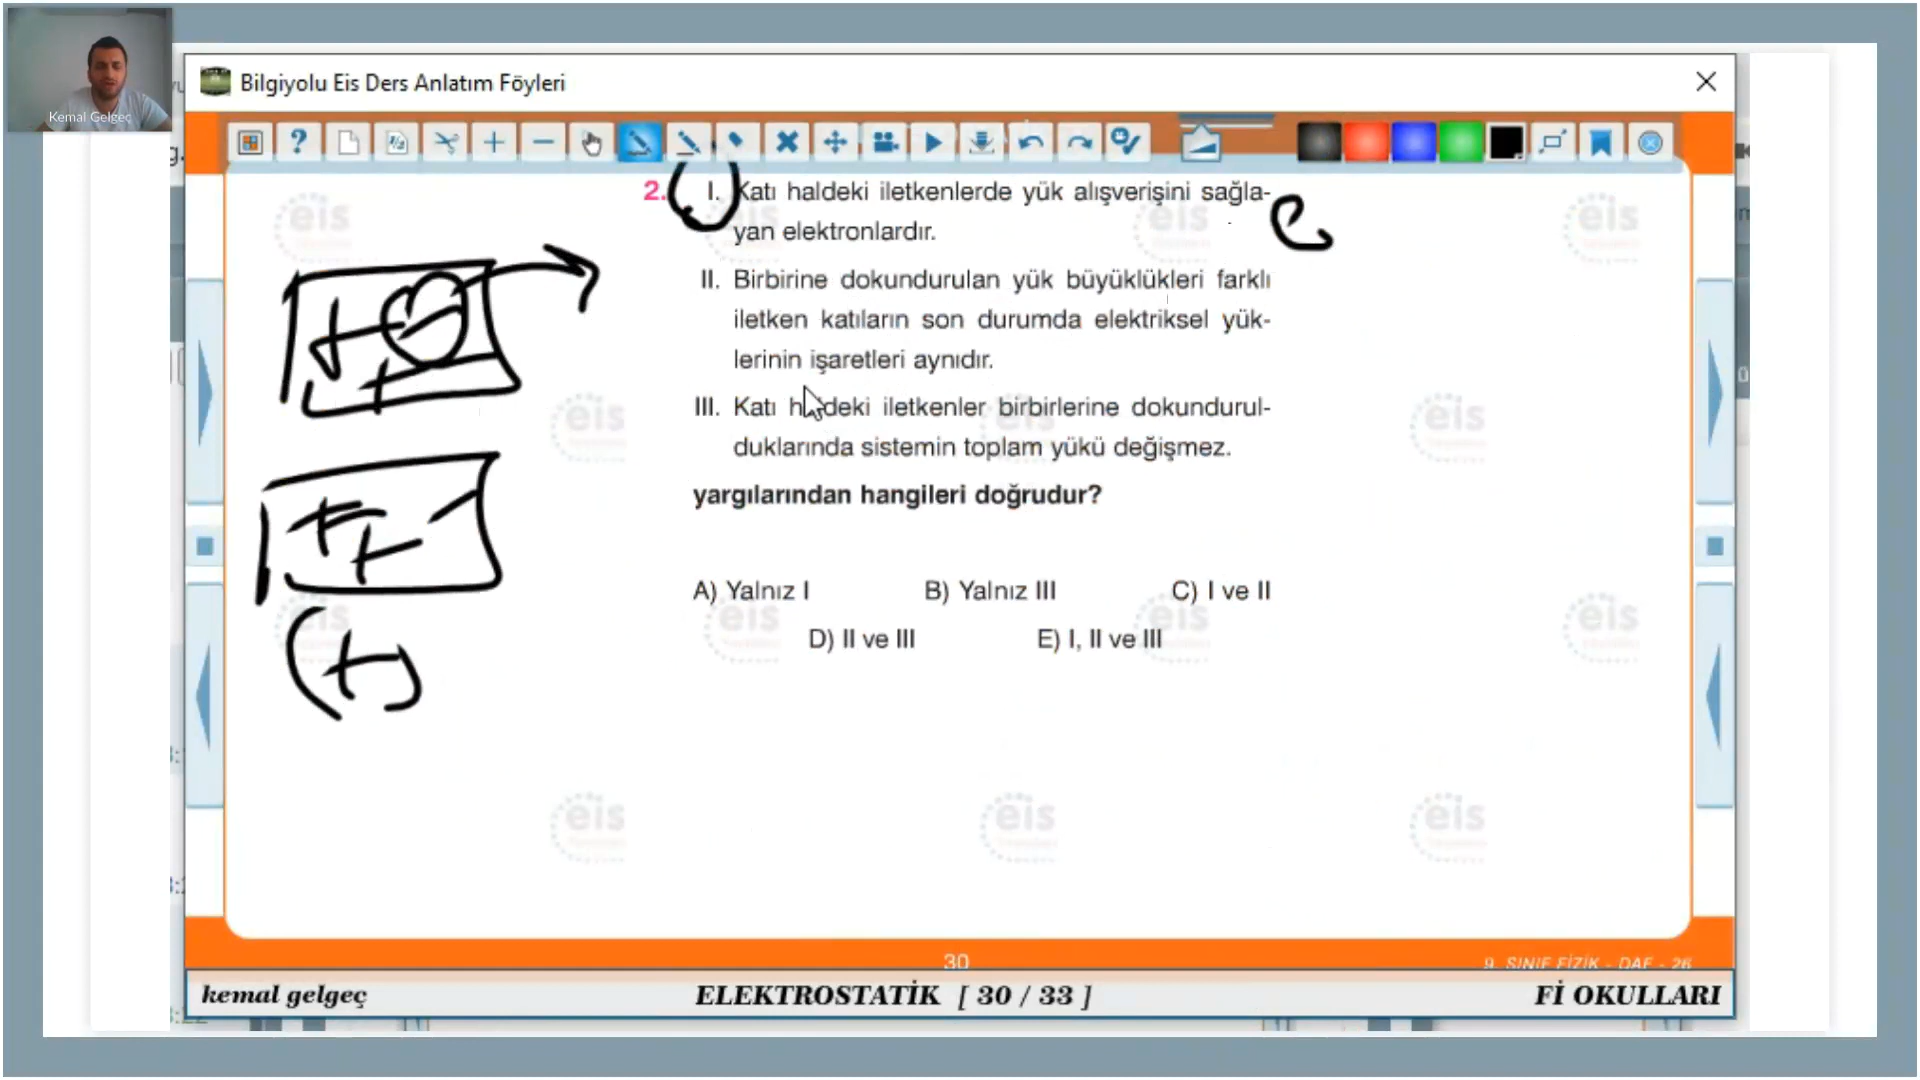 Kemal Gelgeç
Bilgiyolu Eis Ders Anlatım Föyleri
2. I. Katı haldeki iletkenlerde yük alışverişini sağla-
yan elektronlardır.
e
II. Birbirine dokundurulan yük büyüklükleri farklı
iletken katıların son durumda elektriksel yük-
lerinin işaretleri aynıdır.
III. Katı haldeki iletkenler birbirlerine dokundurul-
duklarında sistemin toplam yükü değişmez.
yargılarından hangileri doğrudur?
A) Yalnız I B) Yalnız III C) I ve II
D) II ve III E) I, II ve III
(+)
eis
30
9. SINIF FİZİK - DAF - 26
kemal gelgeç ELEKTROSTATİK [ 30 / 33 ] Fİ OKULLARI